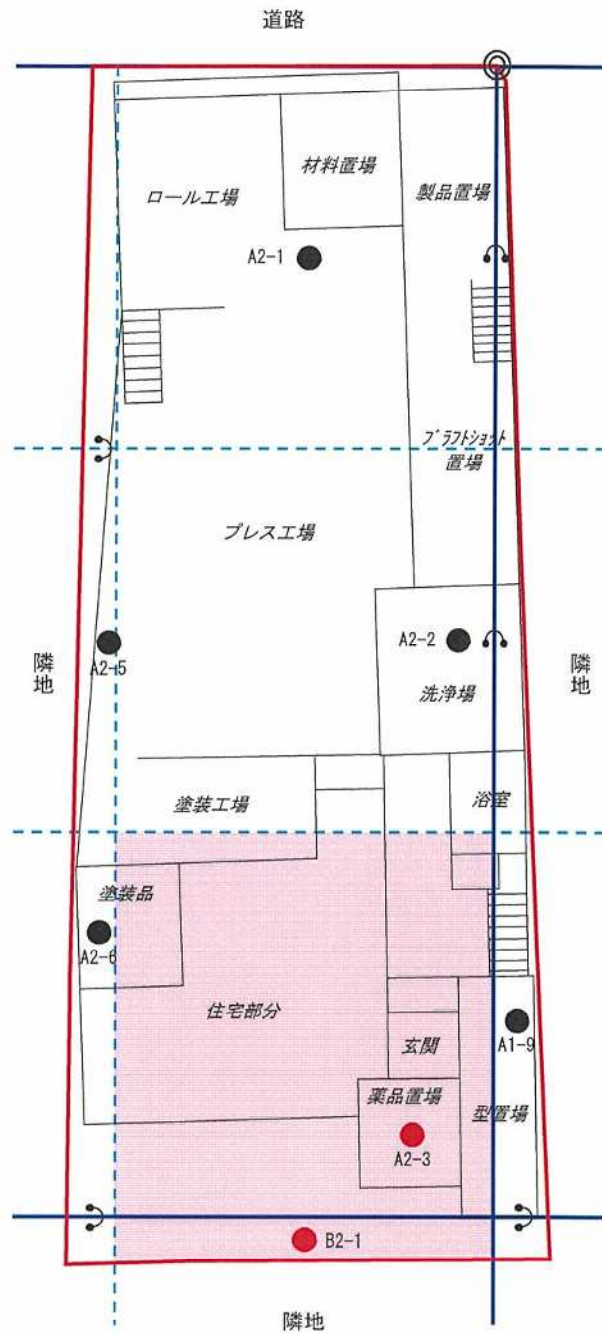 道路
材料置場
ロール工場
製品置場
A2-1
ブラフトショット
置場
プレス工場
A2-5
A2-2
隣地
隣地
洗浄場
塗装工場
浴室
塗装品
A2-6
住宅部分
A1-9
玄関
薬品置場
型置場
A2-3
B2-1
隣地